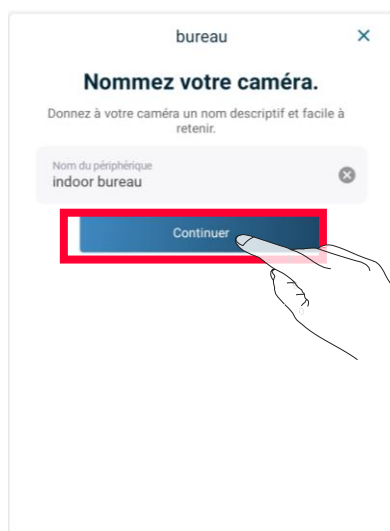 bureau
Nommez votre caméra.
Donnez à votre caméra un nom descriptif et facile à
retenir.
Nom du périphérique
indoor bureau
Continuer